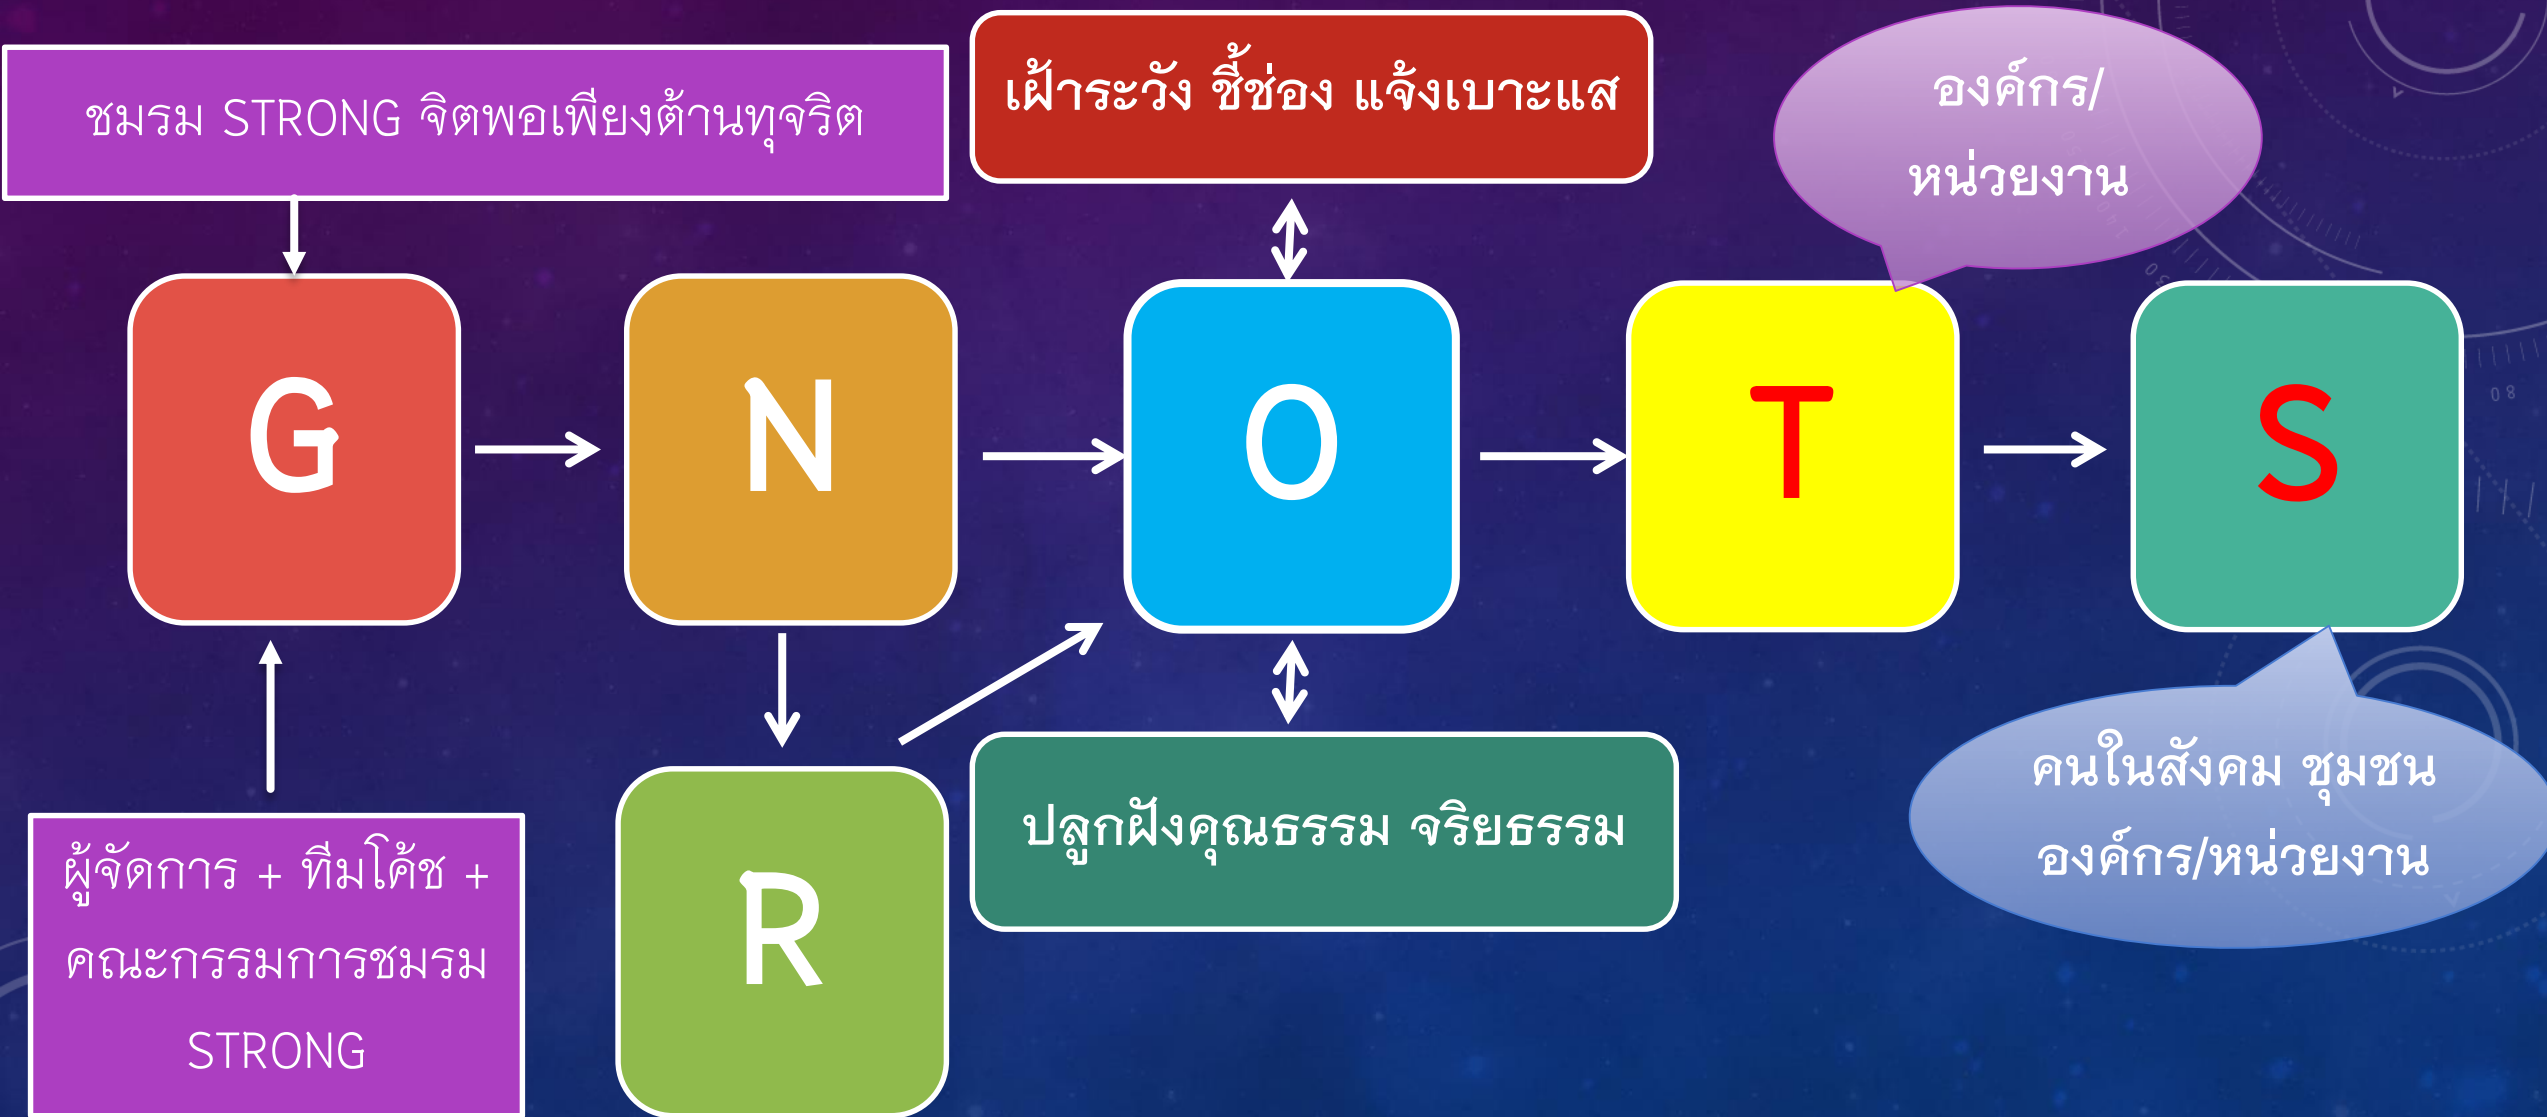 ชมรม STRONG จิตพอเพียงต้านทุจริต
เฝ้าระวัง ชี้ช่อง แจ้งเบาะแส
องค์กร/
หน่วยงาน
G
N
O
T
S
ผู้จัดการ + ทีมโค้ช +
คณะกรรมการชมรม
STRONG
R
ปลูกฝังคุณธรรม จริยธรรม
คนในสังคม ชุมชน
องค์กร/หน่วยงาน
80